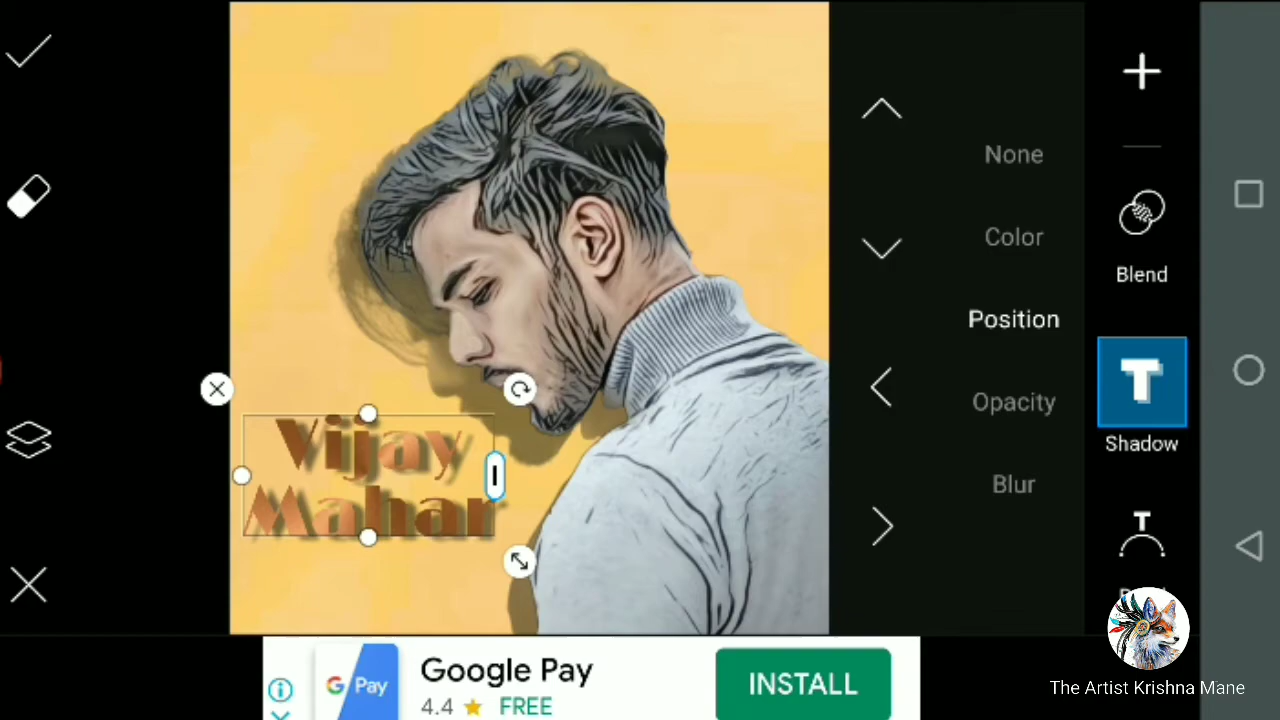 Vijay
Mahar
None
Color
Position
Opacity
Blur
Blend
T
Shadow
T
G Pay
Google Pay
4.4 ★ FREE
INSTALL
The Artist Krishna Mane